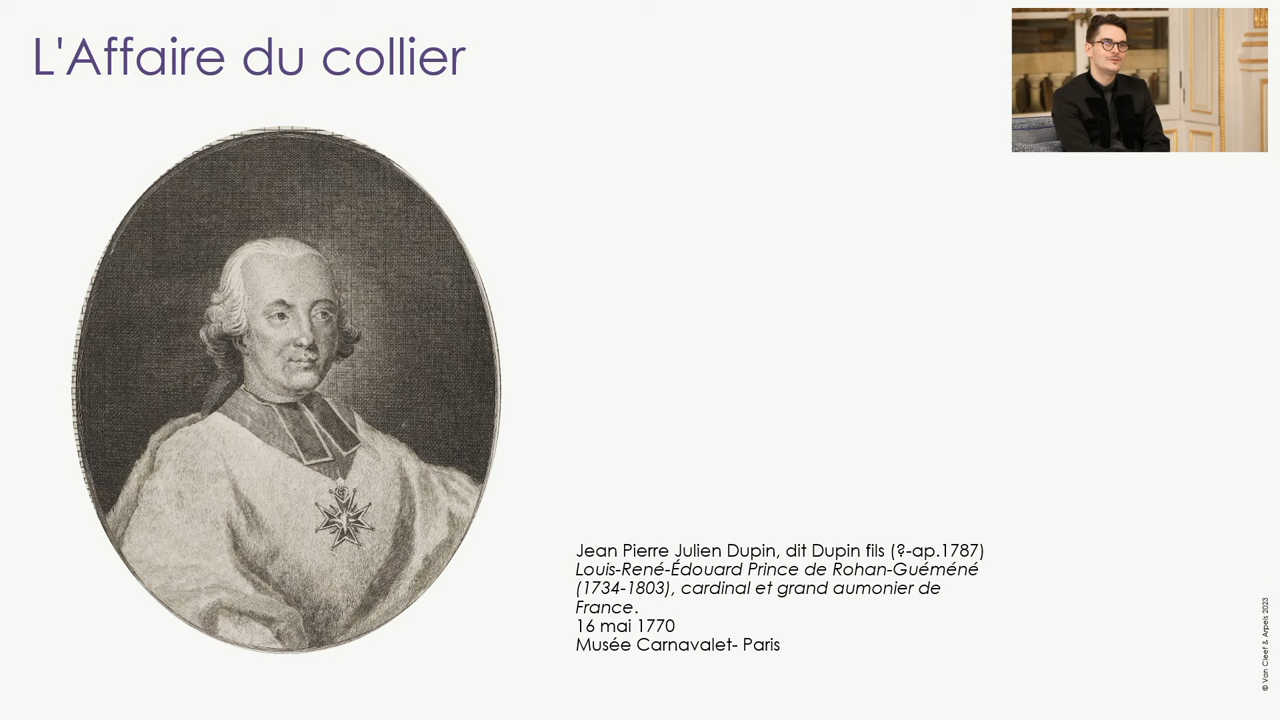 L'Affaire du collier
Jean Pierre Julien Dupin, dit Dupin fils (?-ap.1787)
Louis-René-Édouard Prince de Rohan-Guéméné
(1734-1803), cardinal et grand aumonier de
France.
16 mai 1770
Musée Carnavalet- Paris
© Van Cleef & Arpels 2023